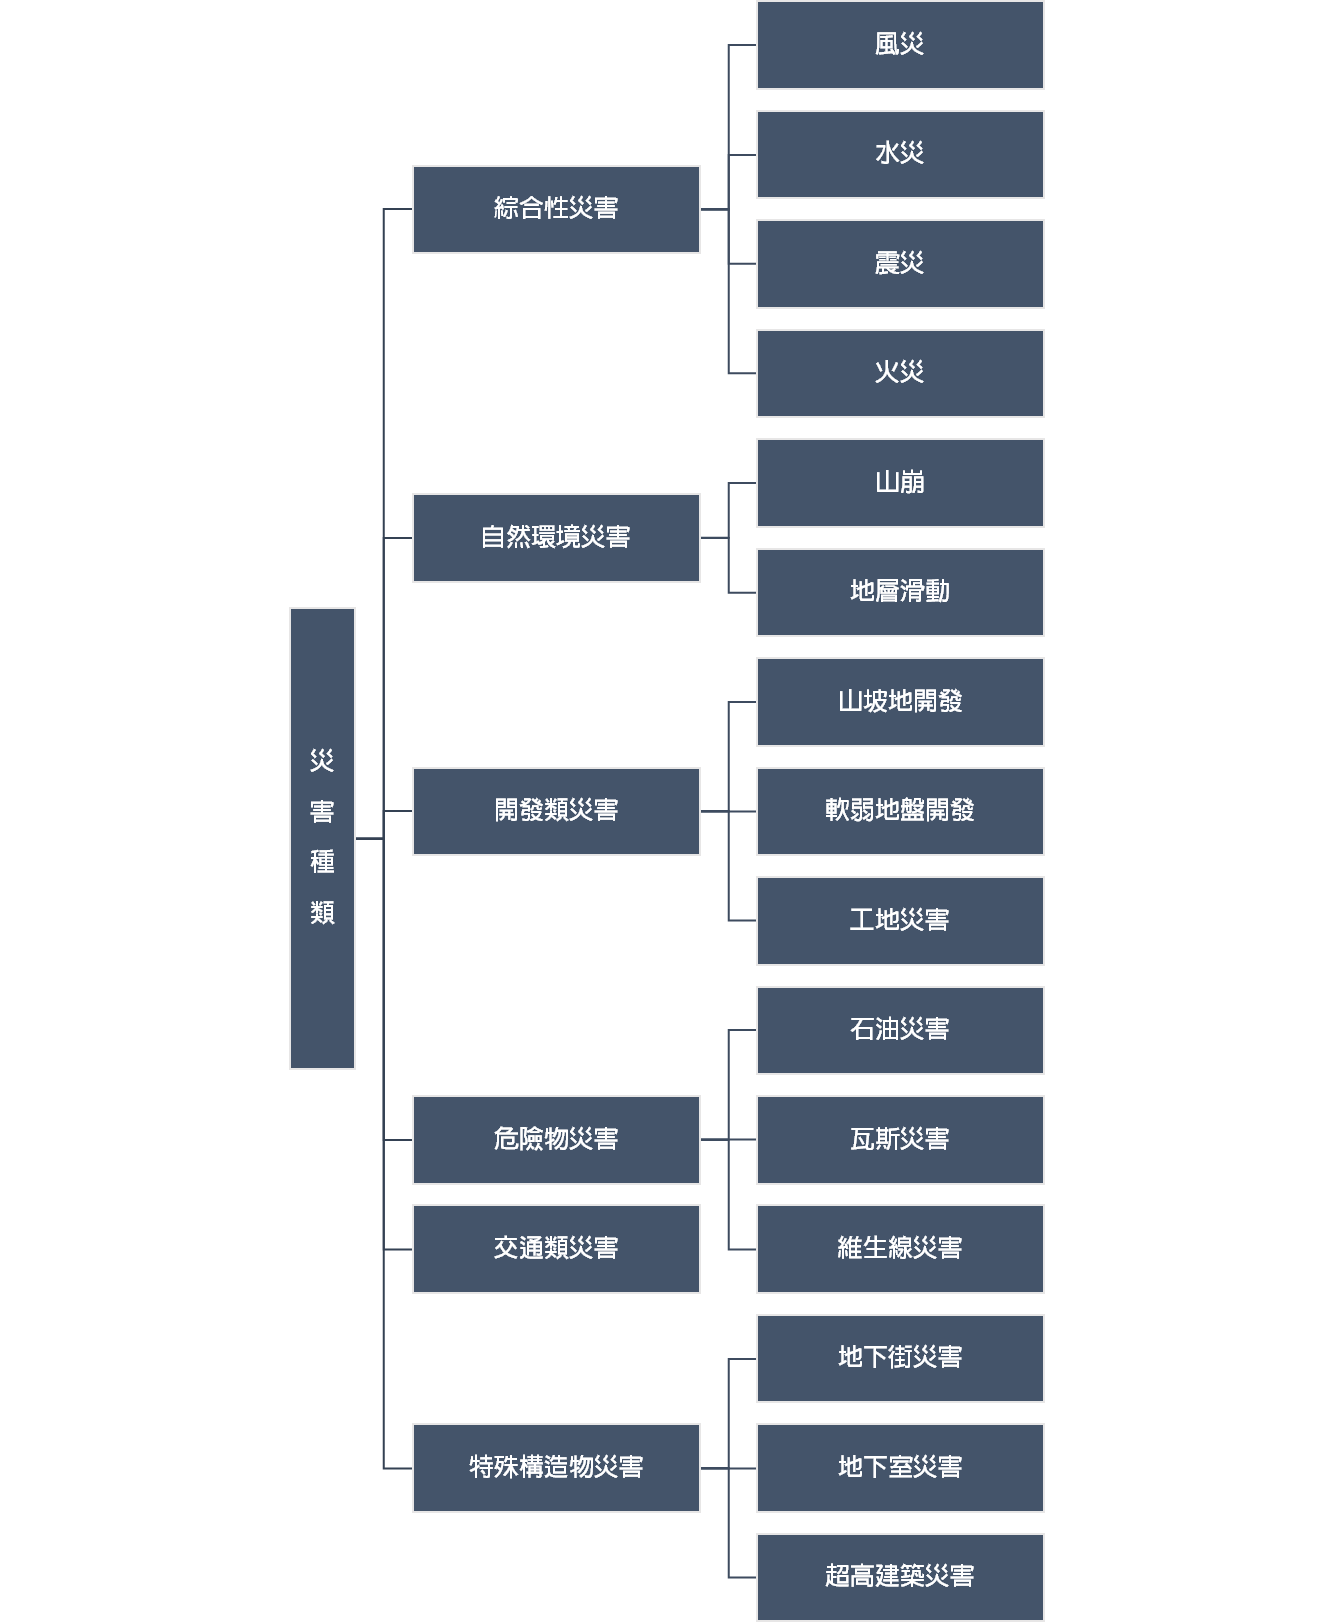 災
害
種
類
綜合性災害
風災
水災
震災
火災
自然環境災害
山崩
地層滑動
開發類災害
山坡地開發
軟弱地盤開發
工地災害
危險物災害
石油災害
瓦斯災害
維生線災害
交通類災害
特殊構造物災害
地下街災害
地下室災害
超高建築災害